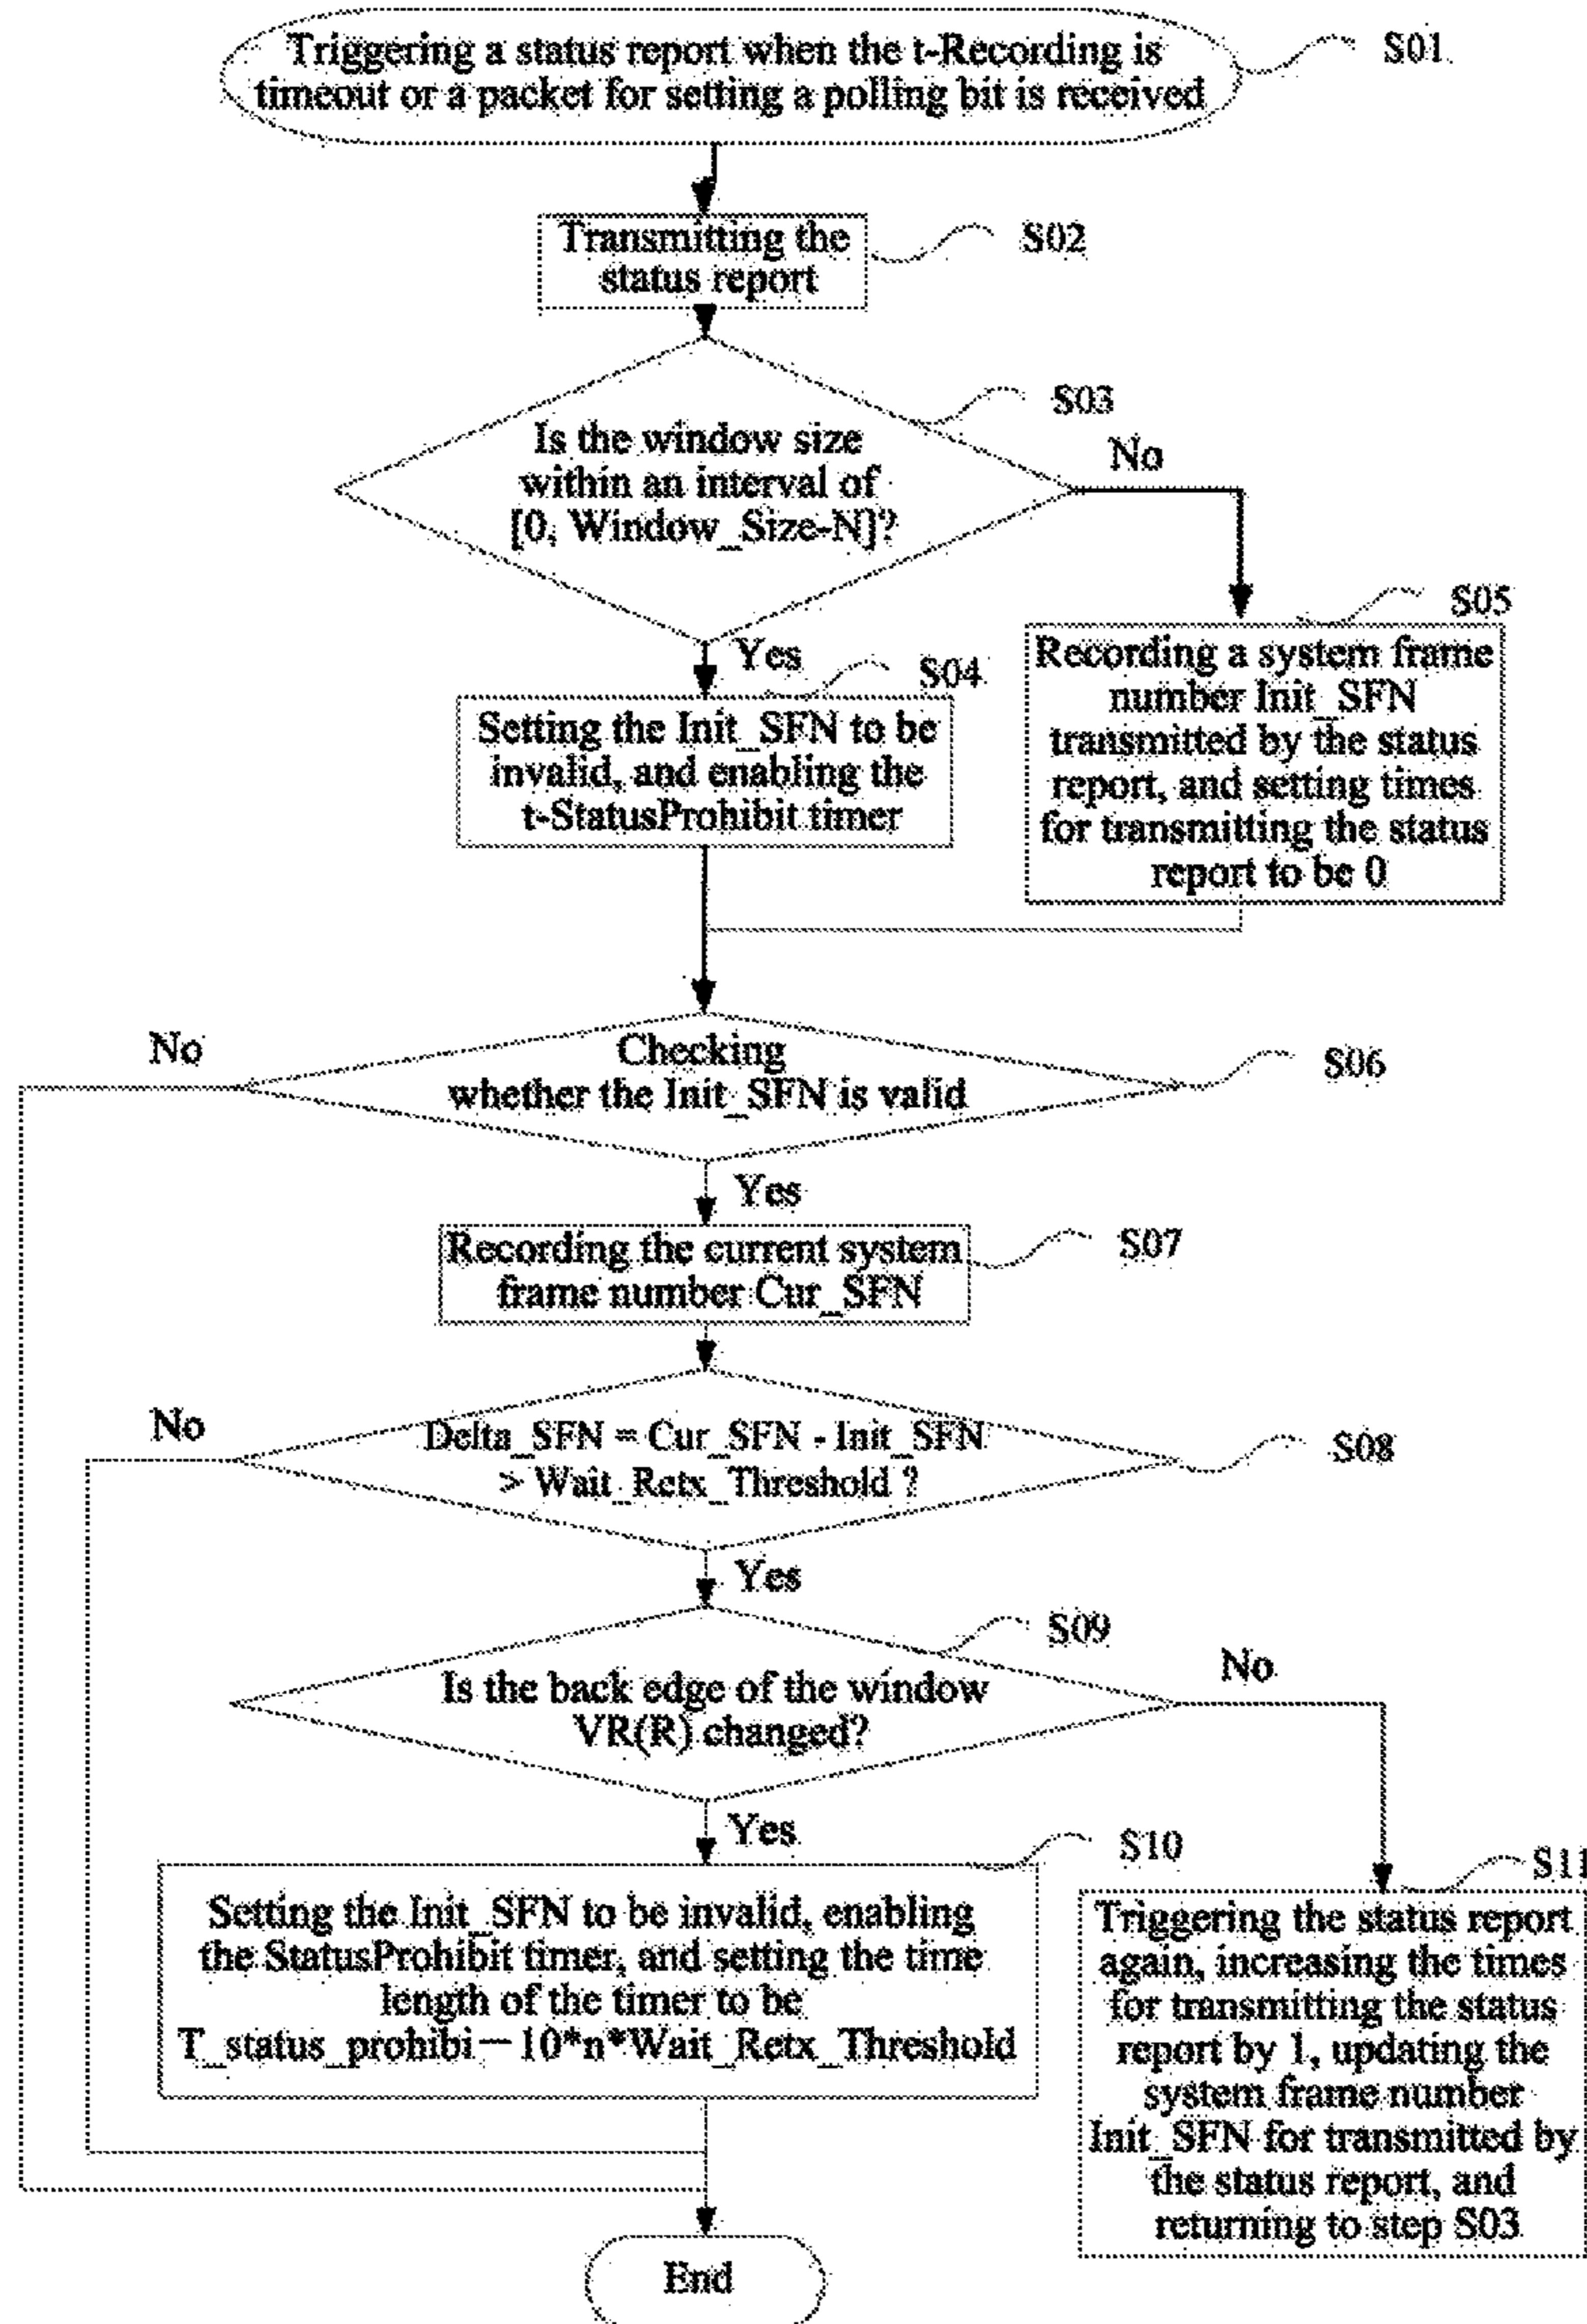 Triggering a status report when the t-Recording is
timeout or a packet for setting a polling bit is received
S01
Transmitting the
status report
S02
S03
Is the window size
within an interval of
[0, Window_Size-N]?
No
Yes
S04
Setting the Init_SFN to be
invalid, and enabling the
t-StatusProhibit timer
S05
Recording a system frame
number Init_SFN
transmitted by the status
report, and setting times
for transmitting the status
report to be 0
No
Checking
whether the Init_SFN is valid
S06
Yes
Recording the current system
frame number Cur_SFN
S07
No
Delta_SFN = Cur_SFN - Init_SFN
> Wait_Retx_Threshold ?
S08
Yes
S09
Is the back edge of the window
VR(R) changed?
No
Yes
S10
Setting the Init_SFN to be invalid, enabling
the StatusProhibit timer, and setting the time
length of the timer to be
T_status_prohibi－10*n*Wait_Retx_Threshold
S11
Triggering the status report
again, increasing the times
for transmitting the status
report by 1, updating the
system frame number
Init_SFN for transmitted by
the status report, and
returning to step S03
End